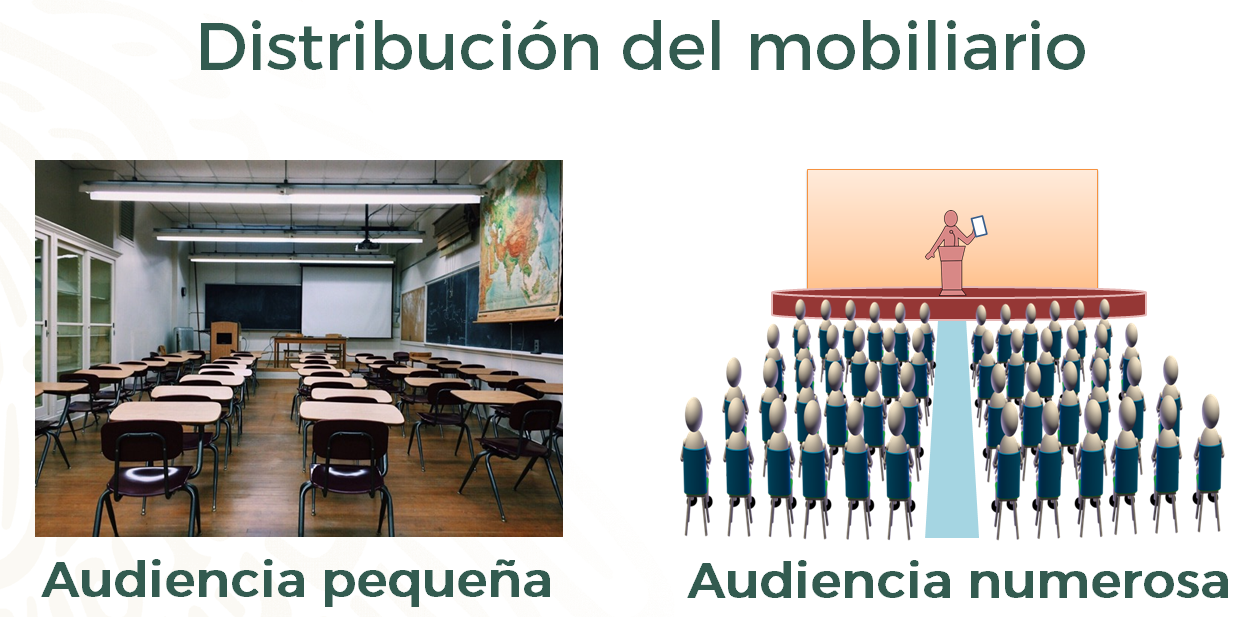 Distribución del mobiliario
Audiencia pequeña
Audiencia numerosa